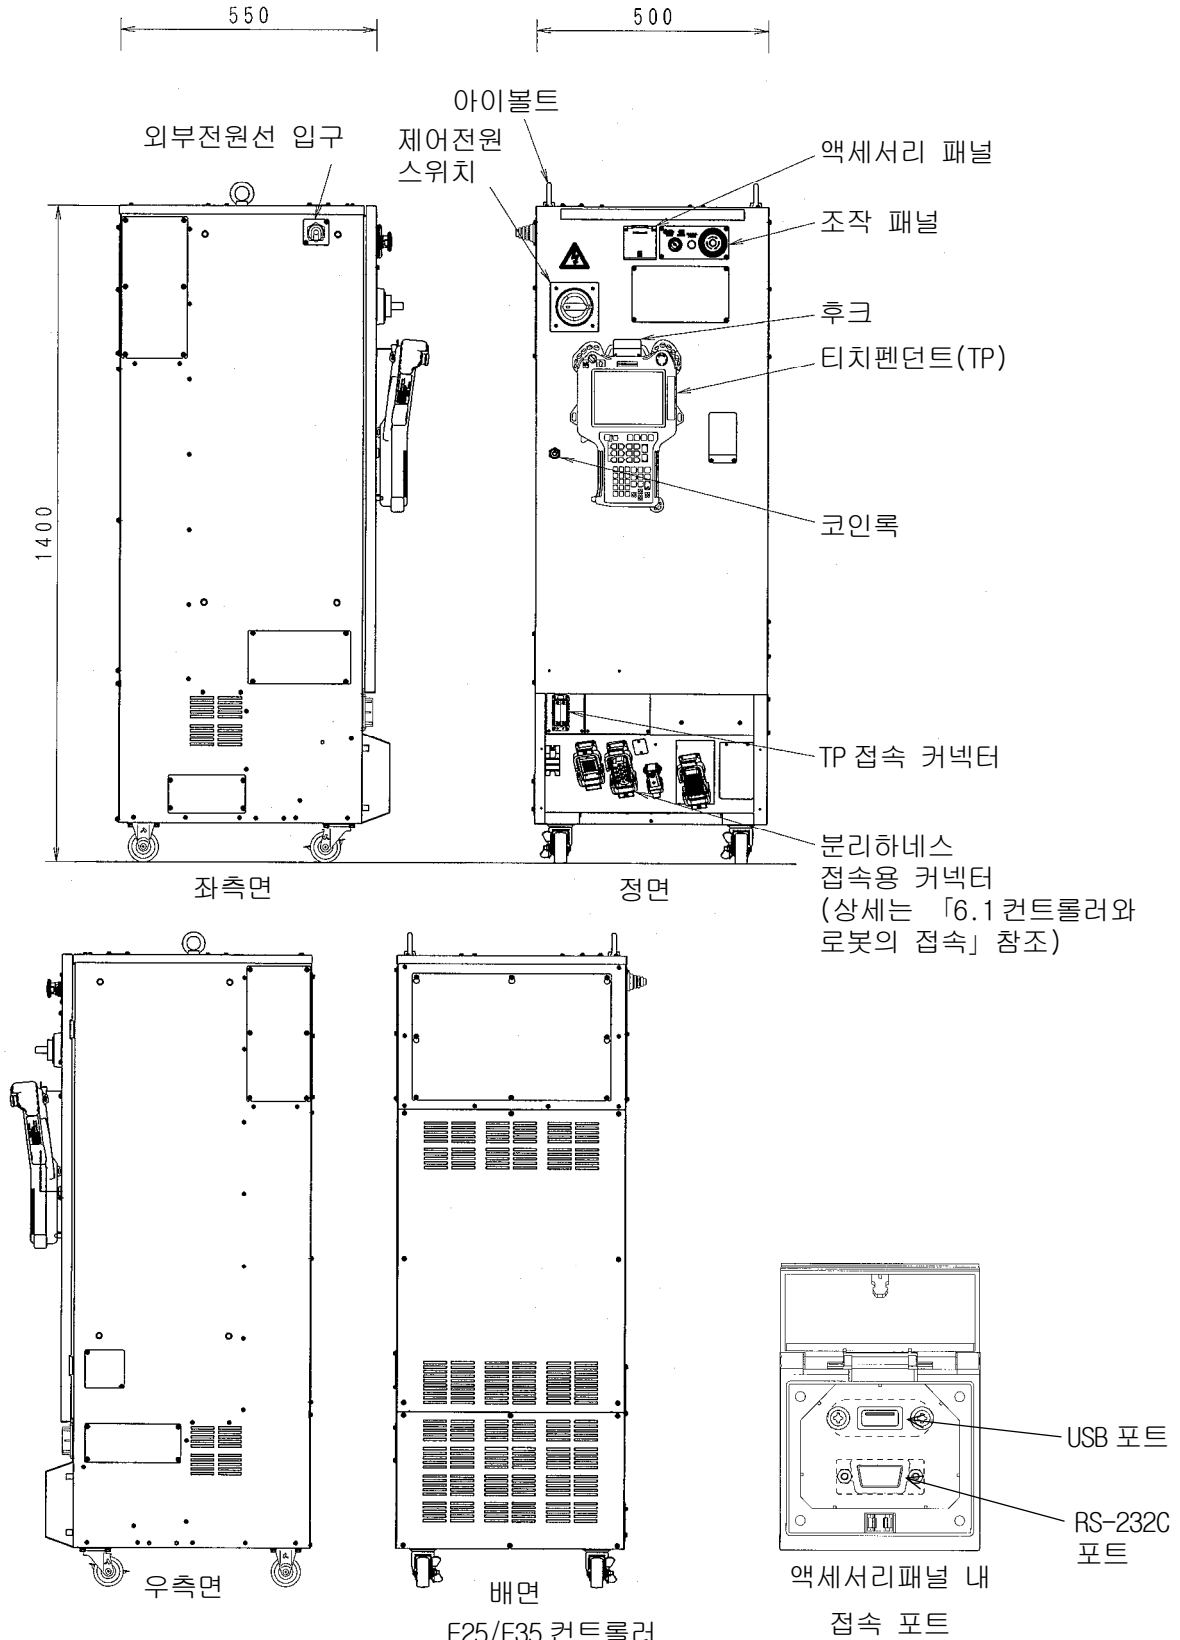 550
500
아이볼트
외부전원선 입구
제어전원
스위치
액세서리 패널
조작 패널
후크
티치펜던트(TP)
1400
코인록
TP 접속 커넥터
분리하네스
접속용 커넥터
(상세는 「6.1 컨트롤러와
로봇의 접속」 참조)
좌측면
정면
USB 포트
RS-232C
포트
우측면
배면
액세서리패널 내
접속 포트
E25/E35 컨트롤러